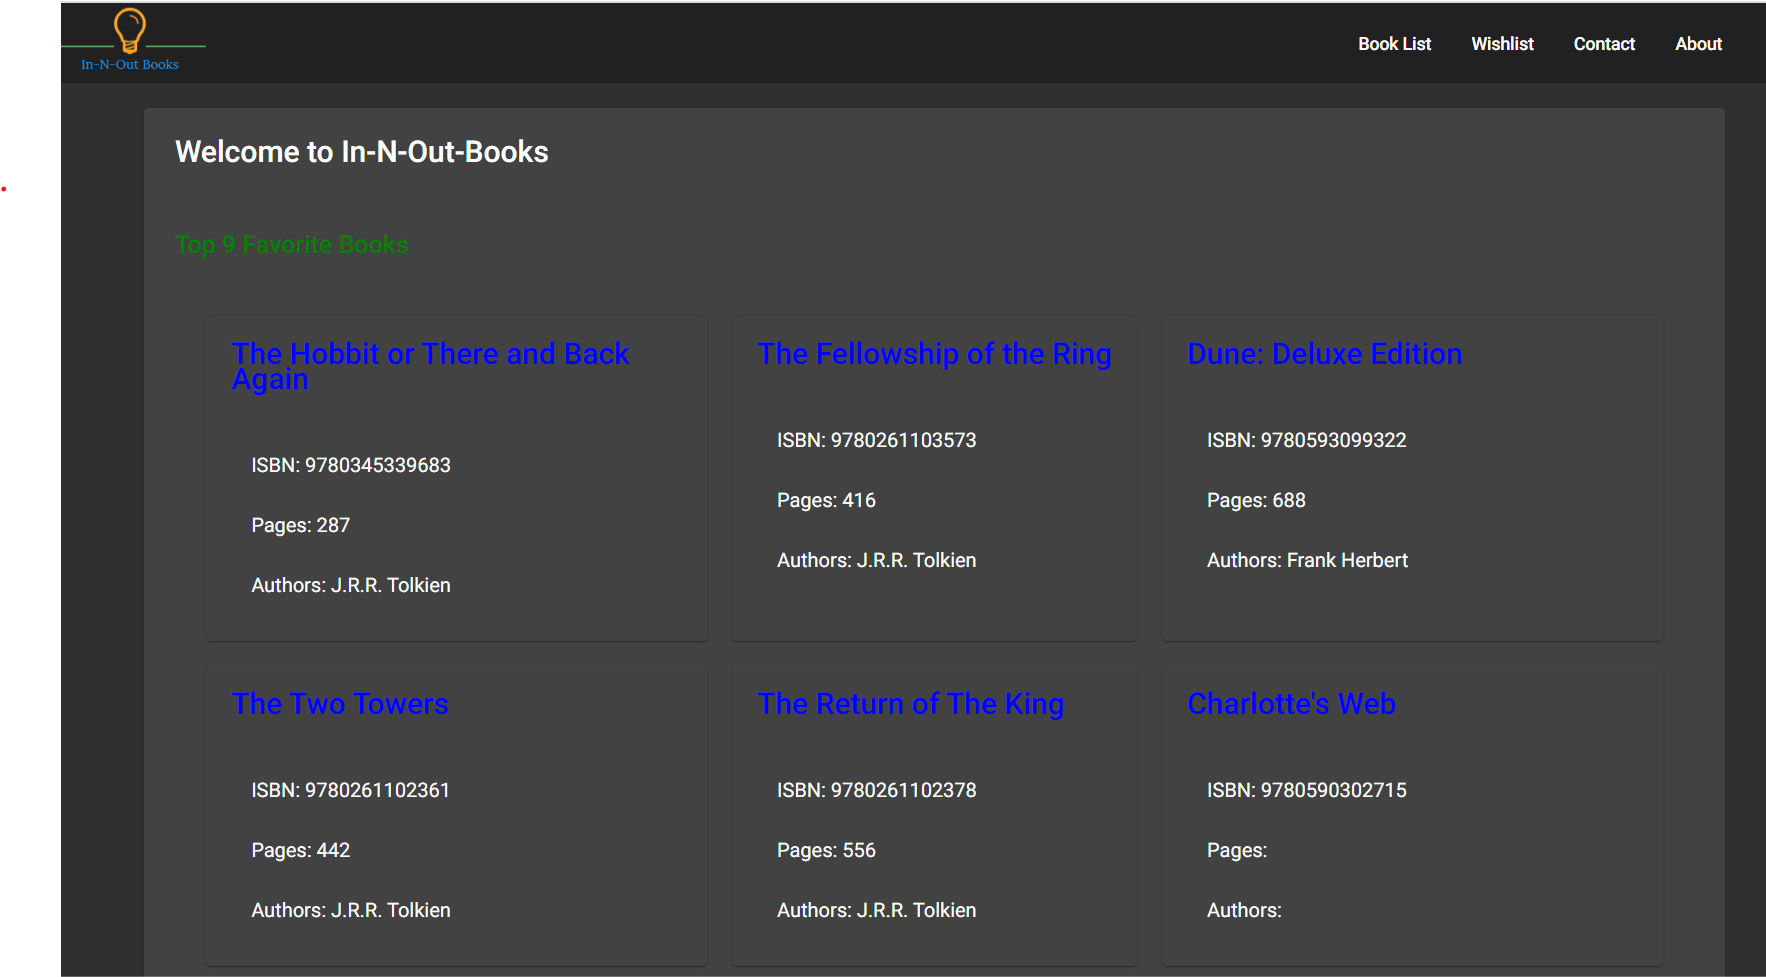 In-N-Out Books
Book List Wishlist Contact About
Welcome to In-N-Out-Books
Top 9 Favorite Books
The Hobbit or There and Back
Again
ISBN: 9780345339683
Pages: 287
Authors: J.R.R. Tolkien
The Fellowship of the Ring
ISBN: 9780261103573
Pages: 416
Authors: J.R.R. Tolkien
Dune: Deluxe Edition
ISBN: 9780593099322
Pages: 688
Authors: Frank Herbert
The Two Towers
ISBN: 9780261102361
Pages: 442
Authors: J.R.R. Tolkien
The Return of The King
ISBN: 9780261102378
Pages: 556
Authors: J.R.R. Tolkien
Charlotte's Web
ISBN: 9780590302715
Pages:
Authors: